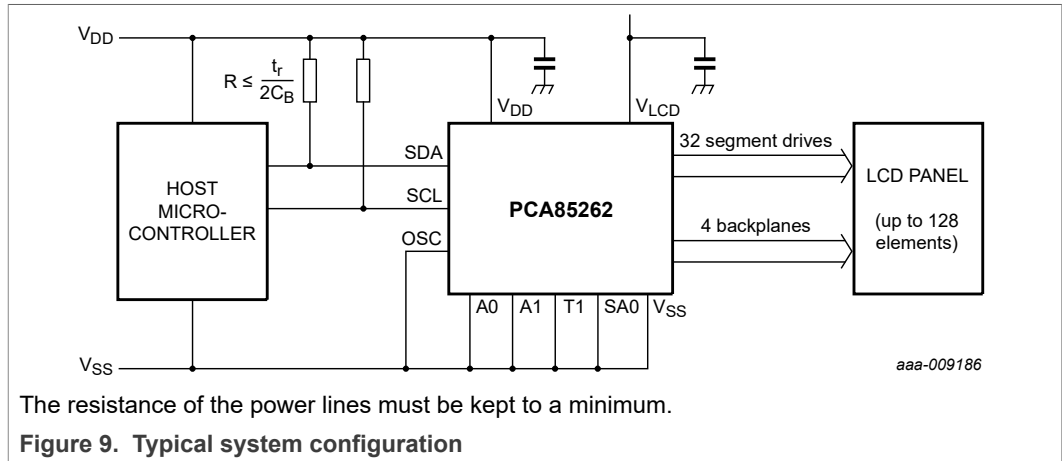 VDD
R ≤ tr
2CB
VDD
VLCD
HOST
MICRO-
CONTROLLER
SDA
SCL
OSC
PCA85262
32 segment drives
4 backplanes
LCD PANEL
(up to 128
elements)
A0 A1 T1 SA0 VSS
VSS
aaa-009186
The resistance of the power lines must be kept to a minimum.
Figure 9. Typical system configuration